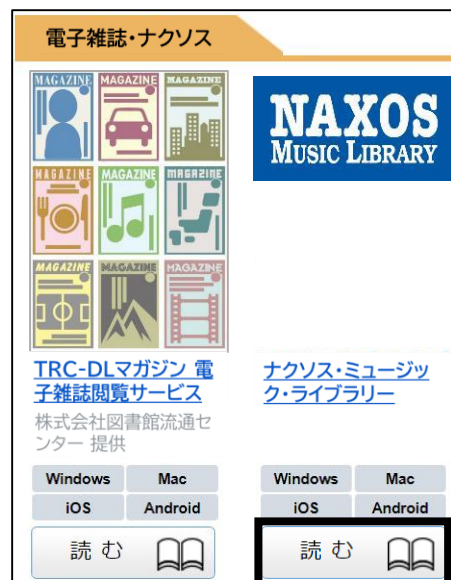 電子雑誌・ナクソス
MAGAZINE
MAGAZINE
MAGAZINE
MAGAZINE
MAGAZINE
MAGAZINE
MAGAZINE
MAGAZINE
MAGAZINE
TRC-DLマガジン 電
子雑誌閲覧サービス
株式会社図書館流通セ
ンター 提供
Windows
Mac
iOS
Android
読む
NAXOS
MUSIC LIBRARY
ナクソス・ミュージッ
ク・ライブラリー
Windows
Mac
iOS
Android
読む